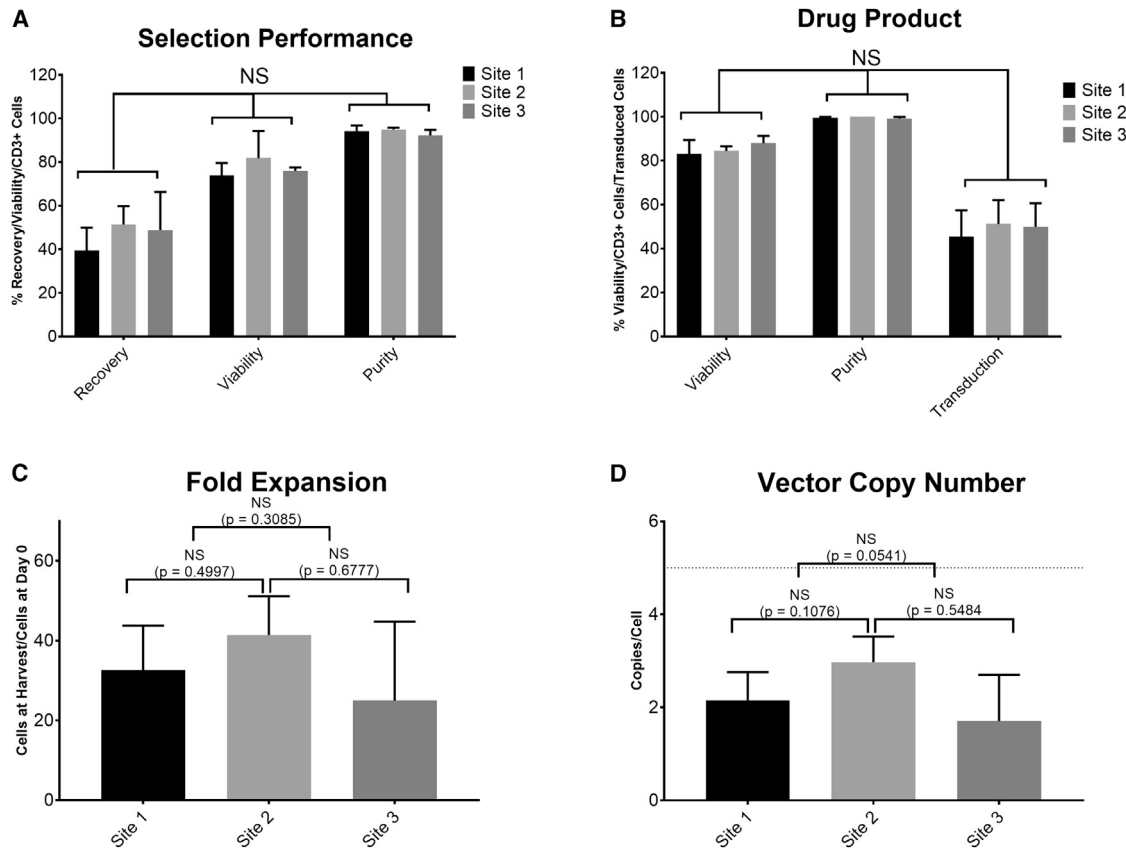 A
Selection Performance
% Recovery/Viability/CD3+ Cells
120
100
80
60
40
20
0
NS
Site 1
Site 2
Site 3
Recovery
Viability
Purity
B
Drug Product
% Viability/CD3+ Cells/Transduced Cells
120
100
80
60
40
20
0
NS
Site 1
Site 2
Site 3
Viability
Purity
Transduction
C
Fold Expansion
Cells at Harvest/Cells at Day 0
60
40
20
0
NS
(p = 0.3085)
NS
(p = 0.4997)
NS
(p = 0.6777)
Site 1
Site 2
Site 3
D
Vector Copy Number
Copies/Cell
6
4
2
0
NS
(p = 0.0541)
NS
(p = 0.1076)
NS
(p = 0.5484
Site 1
Site 2
Site 3